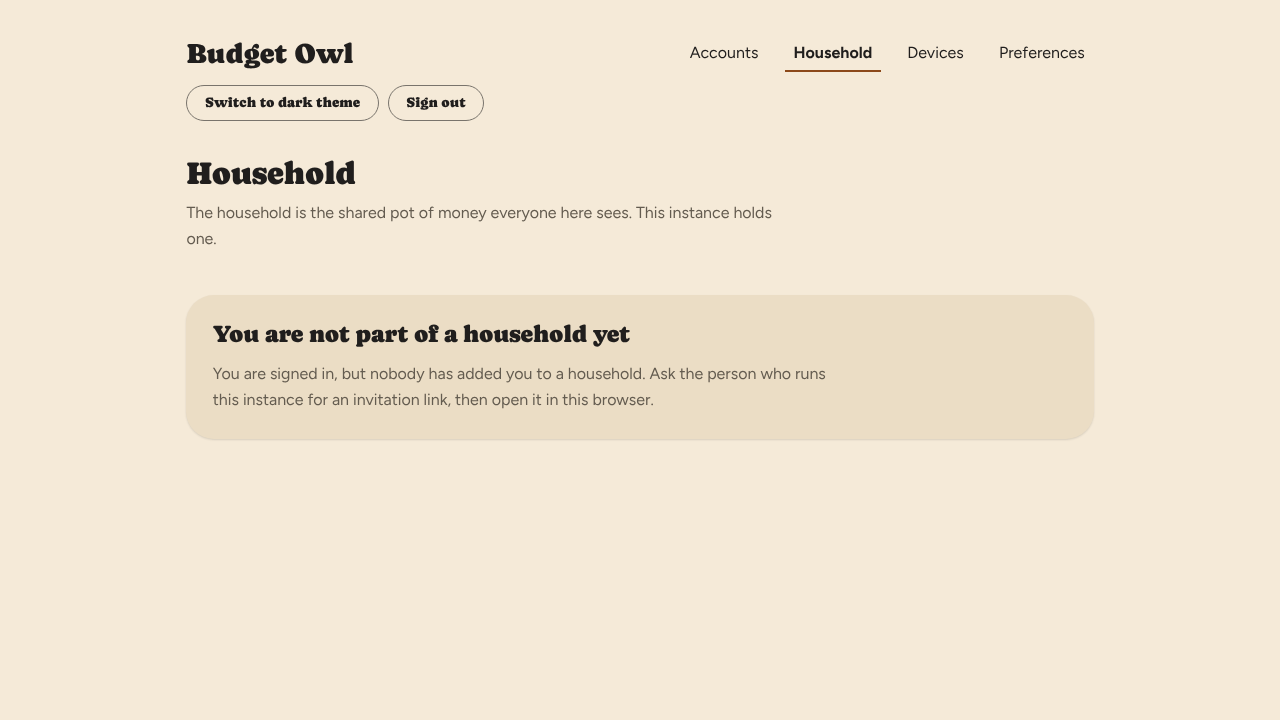 Budget Owl
Accounts Household Devices Preferences
Switch to dark theme Sign out
Household
The household is the shared pot of money everyone here sees. This instance holds
one.
You are not part of a household yet
You are signed in, but nobody has added you to a household. Ask the person who runs
this instance for an invitation link, then open it in this browser.